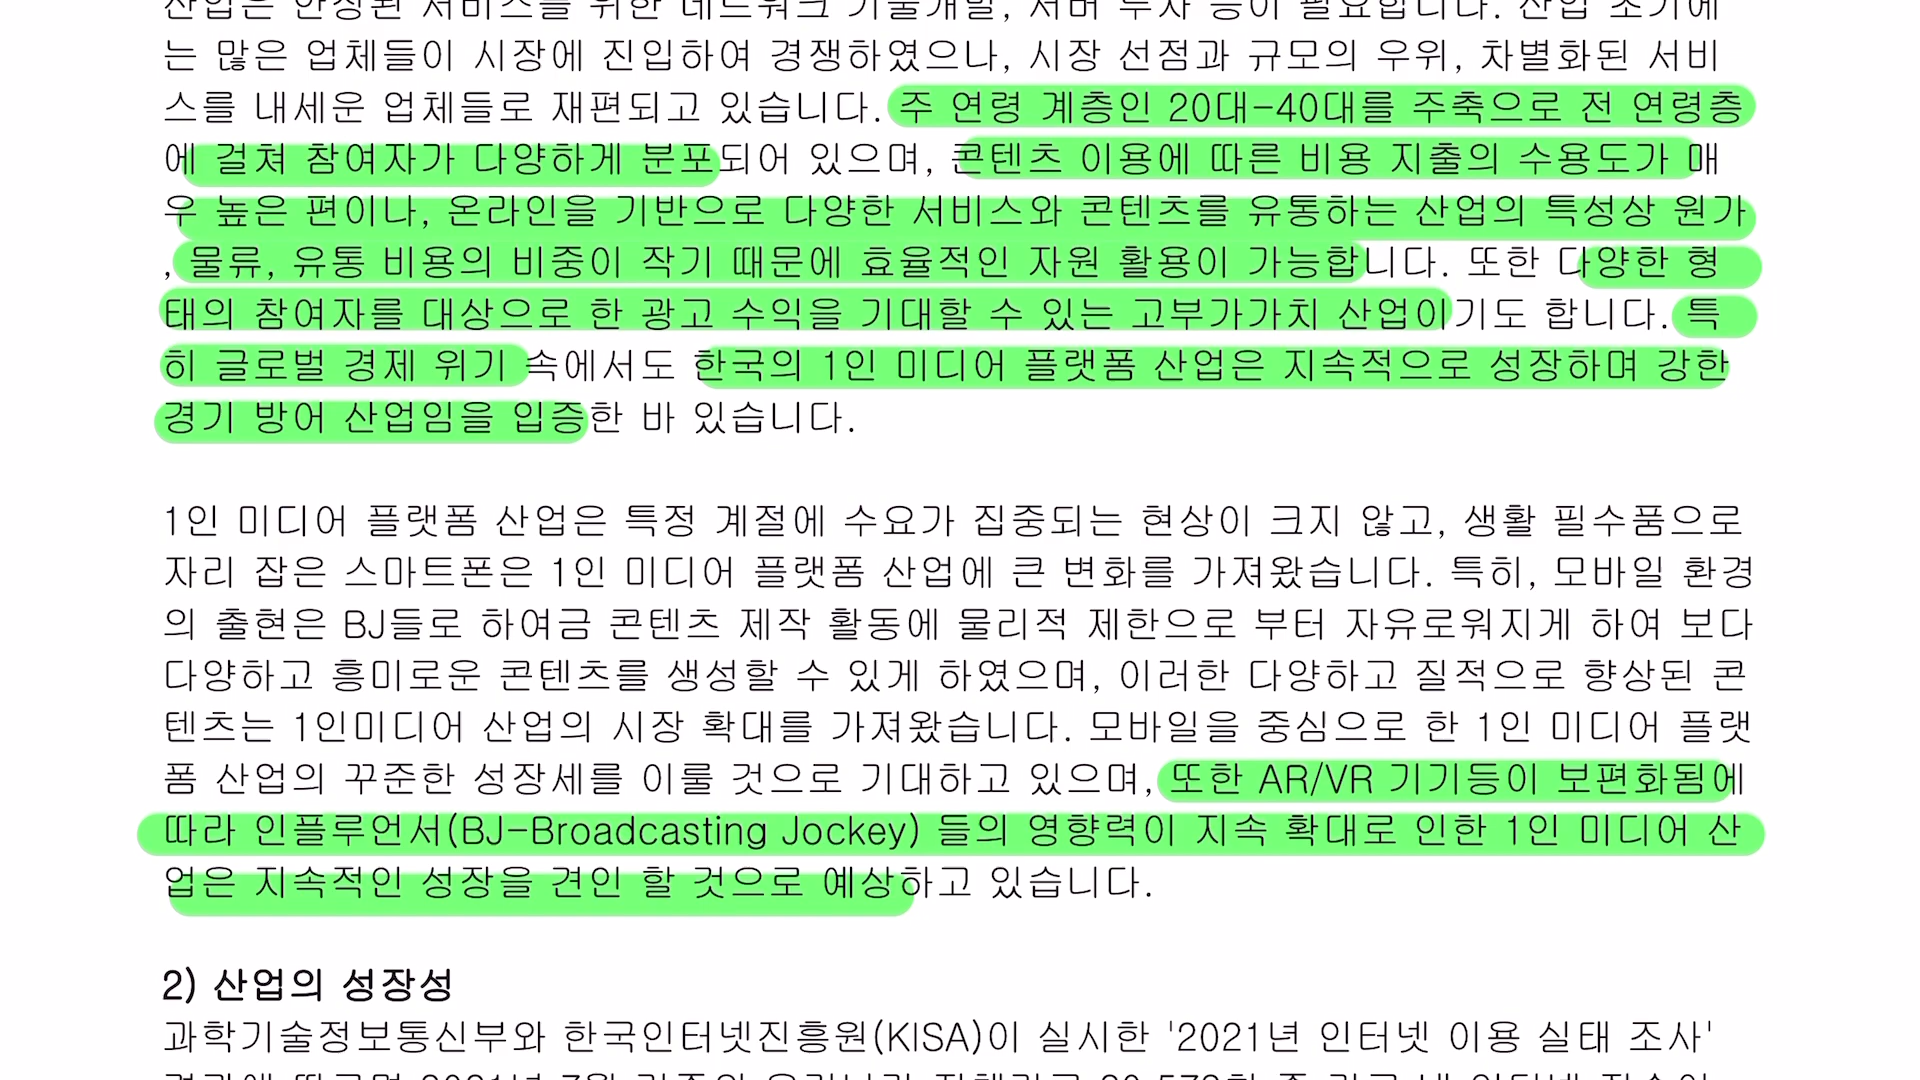 산업은 안정된 서비스를 위한 네트워크 기술개발, 서버 투자 등이 필요합니다. 산업 초기에
는 많은 업체들이 시장에 진입하여 경쟁하였으나, 시장 선점과 규모의 우위, 차별화된 서비
스를 내세운 업체들로 재편되고 있습니다. 주 연령 계층인 20대-40대를 주축으로 전 연령층
에 걸쳐 참여자가 다양하게 분포되어 있으며, 콘텐츠 이용에 따른 비용 지출의 수용도가 매
우 높은 편이나, 온라인을 기반으로 다양한 서비스와 콘텐츠를 유통하는 산업의 특성상 원가
, 물류, 유통 비용의 비중이 작기 때문에 효율적인 자원 활용이 가능합니다. 또한 다양한 형
태의 참여자를 대상으로 한 광고 수익을 기대할 수 있는 고부가가치 산업이기도 합니다. 특
히 글로벌 경제 위기 속에서도 한국의 1인 미디어 플랫폼 산업은 지속적으로 성장하며 강한
경기 방어 산업임을 입증한 바 있습니다.
1인 미디어 플랫폼 산업은 특정 계절에 수요가 집중되는 현상이 크지 않고, 생활 필수품으로
자리 잡은 스마트폰은 1인 미디어 플랫폼 산업에 큰 변화를 가져왔습니다. 특히, 모바일 환경
의 출현은 BJ들로 하여금 콘텐츠 제작 활동에 물리적 제한으로 부터 자유로워지게 하여 보다
다양하고 흥미로운 콘텐츠를 생성할 수 있게 하였으며, 이러한 다양하고 질적으로 향상된 콘
텐츠는 1인미디어 산업의 시장 확대를 가져왔습니다. 모바일을 중심으로 한 1인 미디어 플랫
폼 산업의 꾸준한 성장세를 이룰 것으로 기대하고 있으며, 또한 AR/VR 기기등이 보편화됨에
따라 인플루언서(BJ-Broadcasting Jockey) 들의 영향력이 지속 확대로 인한 1인 미디어 산
업은 지속적인 성장을 견인 할 것으로 예상하고 있습니다.
2) 산업의 성장성
과학기술정보통신부와 한국인터넷진흥원(KISA)이 실시한 '2021년 인터넷 이용 실태 조사'